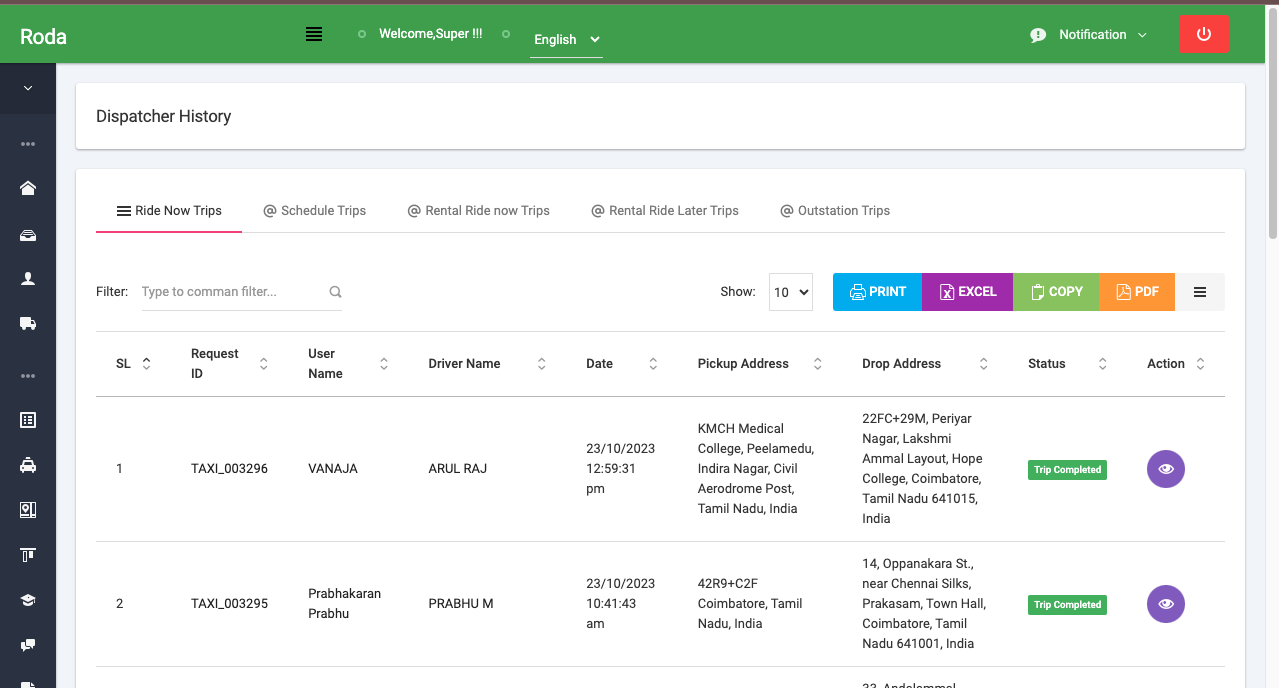 Roda
Welcome,Super !!!
English
Notification
Dispatcher History
Ride Now Trips
@ Schedule Trips
@ Rental Ride now Trips
@ Rental Ride Later Trips
@ Outstation Trips
Filter: Type to comman filter...
Show: 10
PRINT EXCEL COPY PDF
SL Request ID User Name Driver Name Date Pickup Address Drop Address Status Action
1
TAXI_003296
VANAJA
ARUL RAJ
23/10/2023
12:59:31
pm
KMCH Medical
College, Peelamedu,
Indira Nagar, Civil
Aerodrome Post,
Tamil Nadu, India
22FC+29M, Periyar
Nagar, Lakshmi
Ammal Layout, Hope
College, Coimbatore,
Tamil Nadu 641015,
India
Trip Completed
2
TAXI_003295
Prabhakaran
Prabhu
PRABHU M
23/10/2023
10:41:43
am
42R9+C2F
Coimbatore, Tamil
Nadu, India
14, Oppanakara St.,
near Chennai Silks,
Prakasam, Town Hall,
Coimbatore, Tamil
Nadu 641001, India
Trip Completed